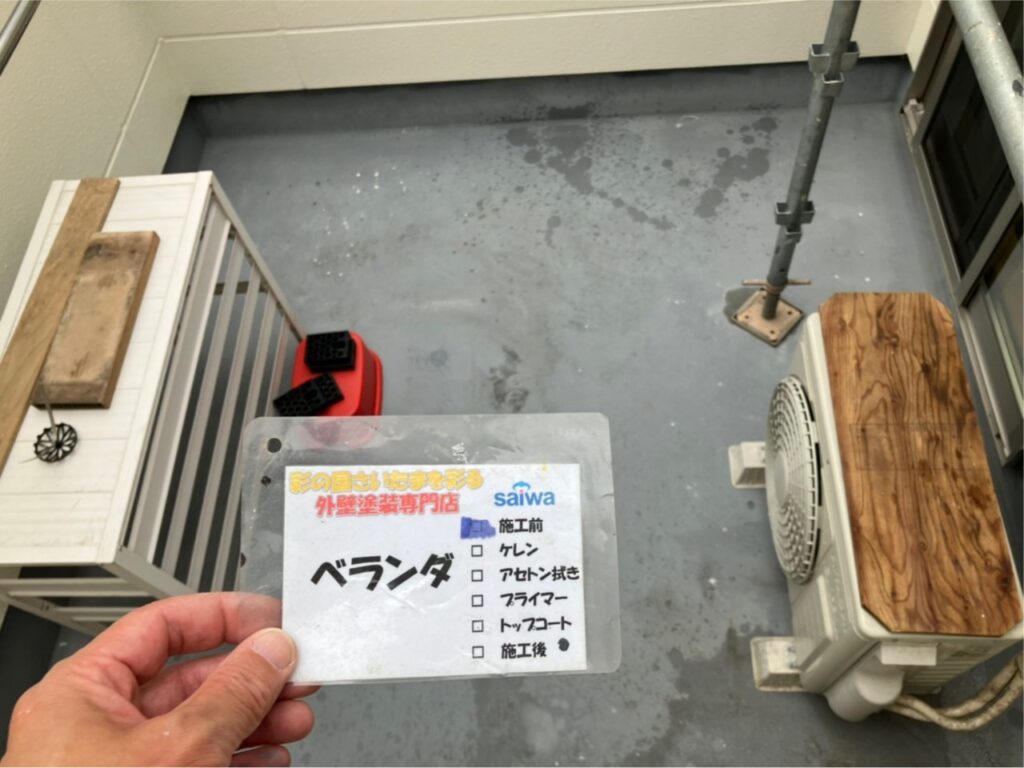 彩の国さいたまを彩る
外壁塗装専門店
saiwa
ベランダ
施工前
□ ケレン
□ アセトン拭き
□ プライマー
□ トップコート
□ 施工後